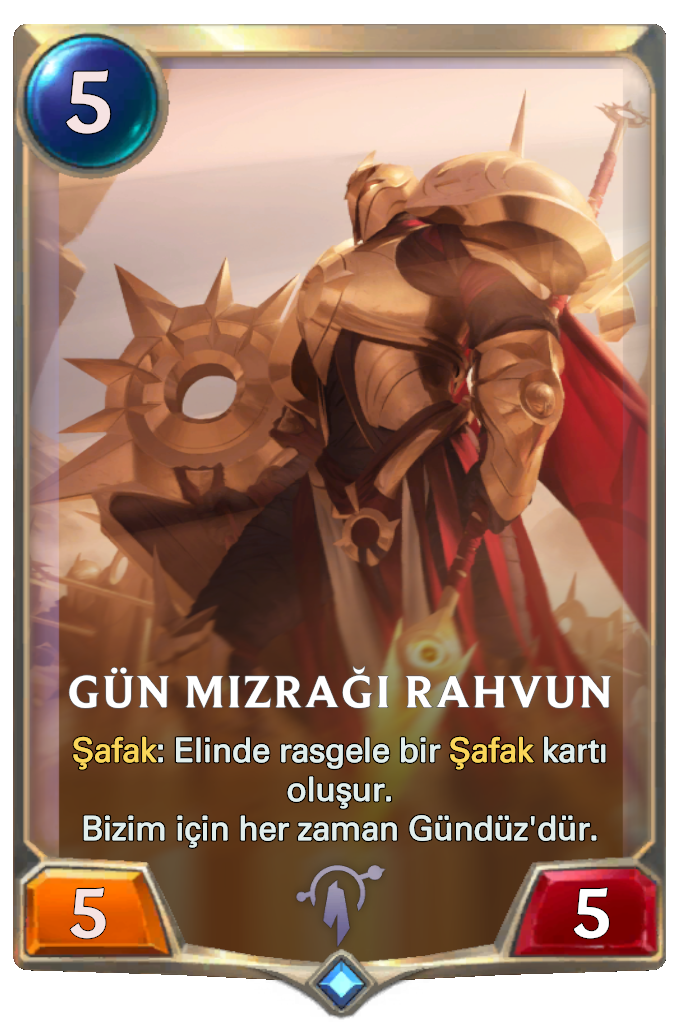 5
GÜN MIZRAĞI RAHVUN
Şafak: Elinde rasgele bir Şafak kartı
oluşur.
Bizim için her zaman Gündüz'dür.
5
5